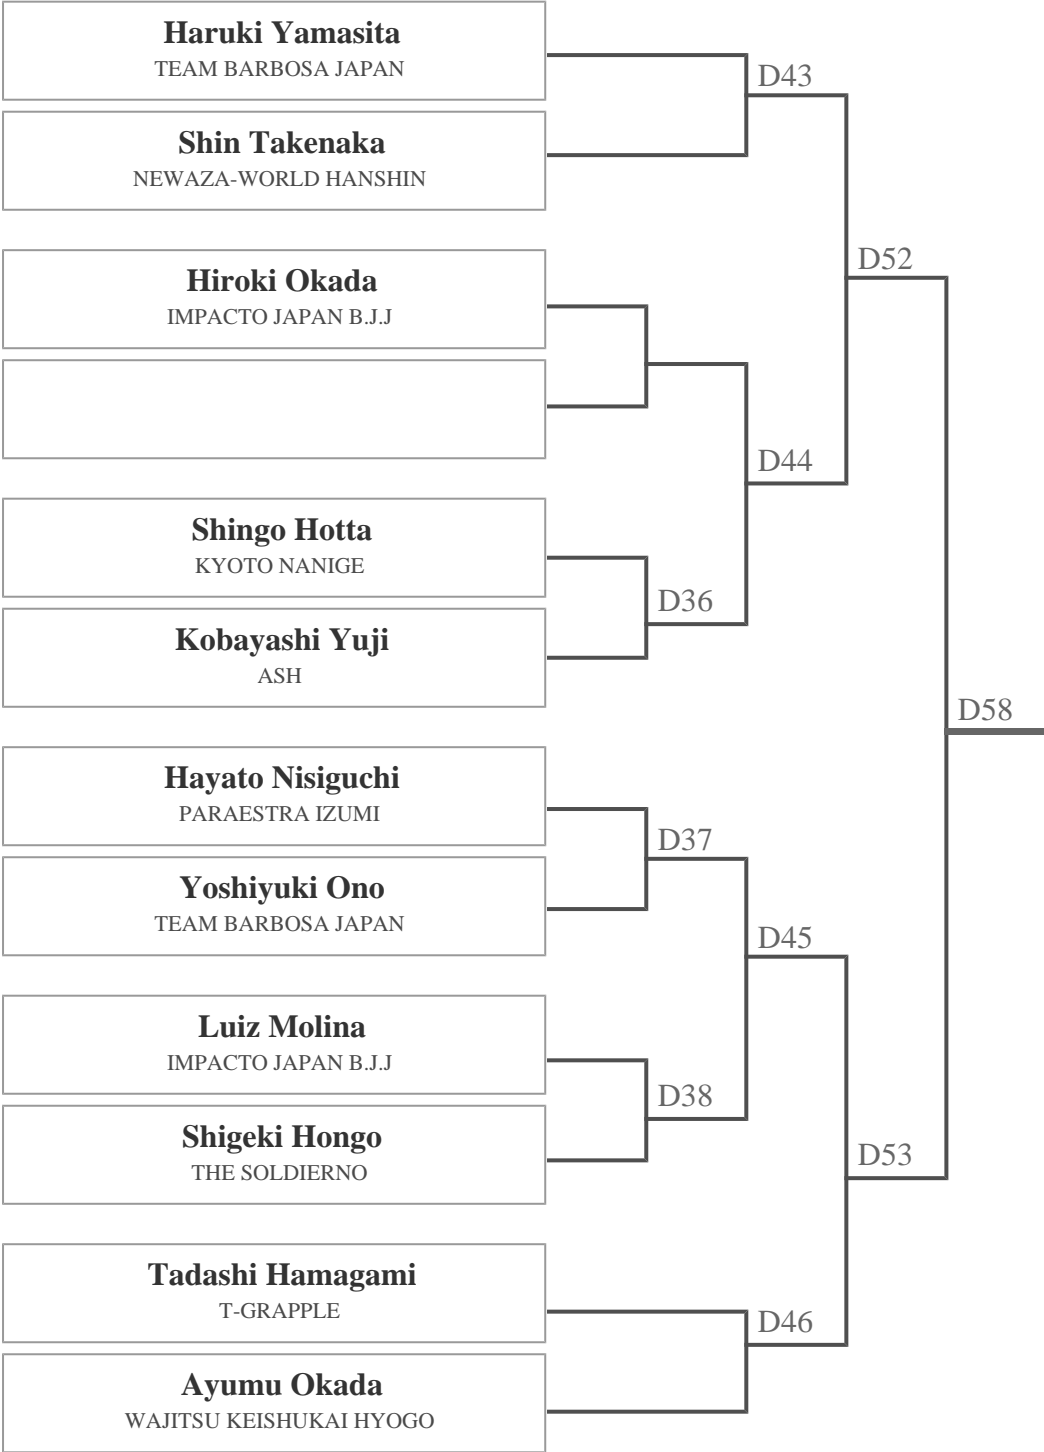 Haruki Yamasita
TEAM BARBOSA JAPAN
D43
Shin Takenaka
NEWAZA-WORLD HANSHIN
D52
Hiroki Okada
IMPACTO JAPAN B.J.J
D44
Shingo Hotta
KYOTO NANIGE
D36
Kobayashi Yuji
ASH
D58
Hayato Nisiguchi
PARAESTRA IZUMI
D37
Yoshiyuki Ono
TEAM BARBOSA JAPAN
D45
Luiz Molina
IMPACTO JAPAN B.J.J
D38
Shigeki Hongo
THE SOLDIERNO
D53
Tadashi Hamagami
T-GRAPPLE
D46
Ayumu Okada
WAJITSU KEISHUKAI HYOGO